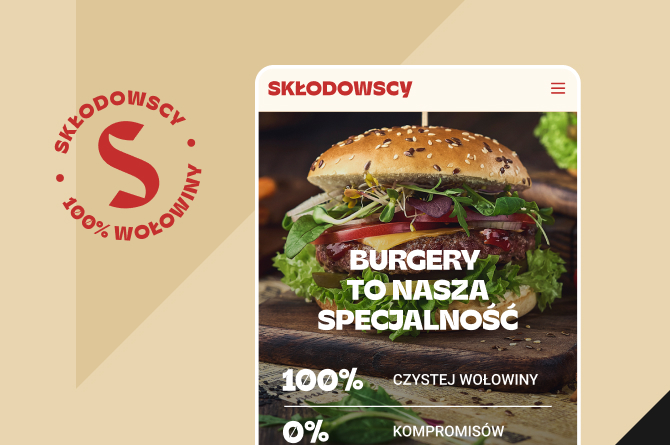 SKŁODOWSCY
S
100% WOŁOWINY
SKŁODOWSCY
BURGERY
TO NASZA
SPECJALNOŚĆ
100% CZYSTEJ WOŁOWINY
0% KOMPROMISÓW